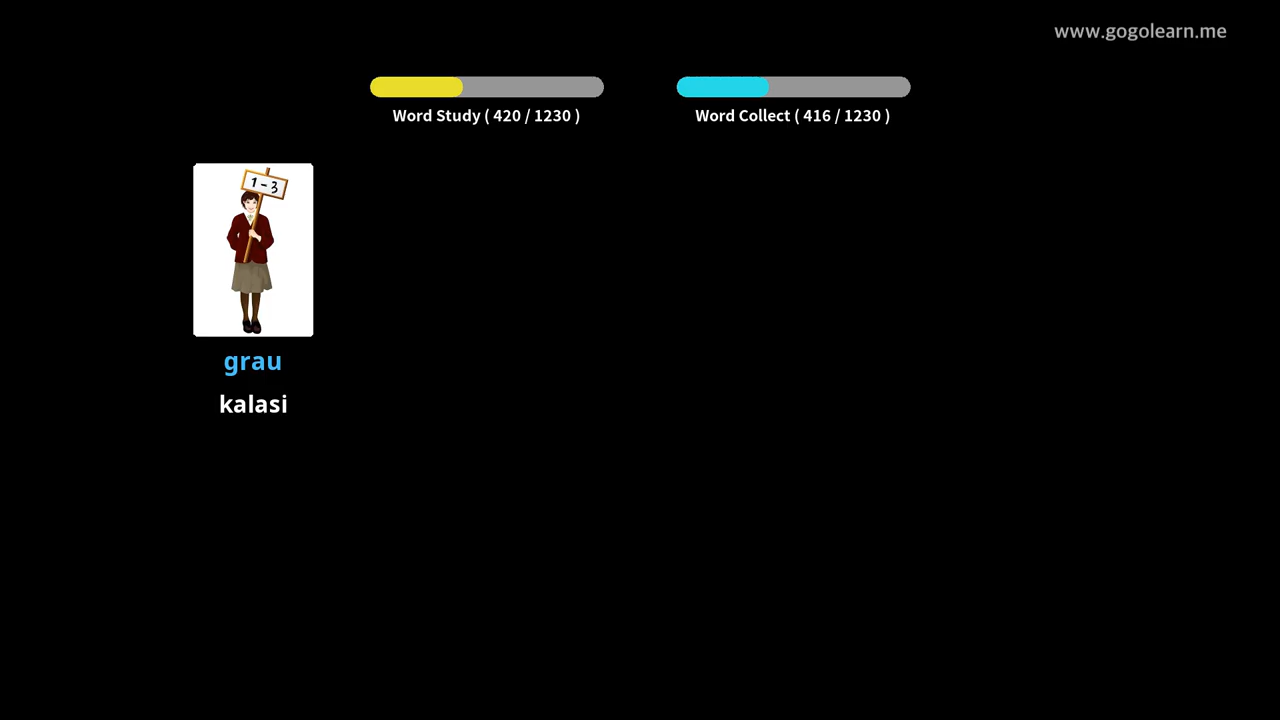 www.gogolearn.me
Word Study ( 420 / 1230 )
Word Collect ( 416 / 1230 )
1 - 3
grau
kalasi